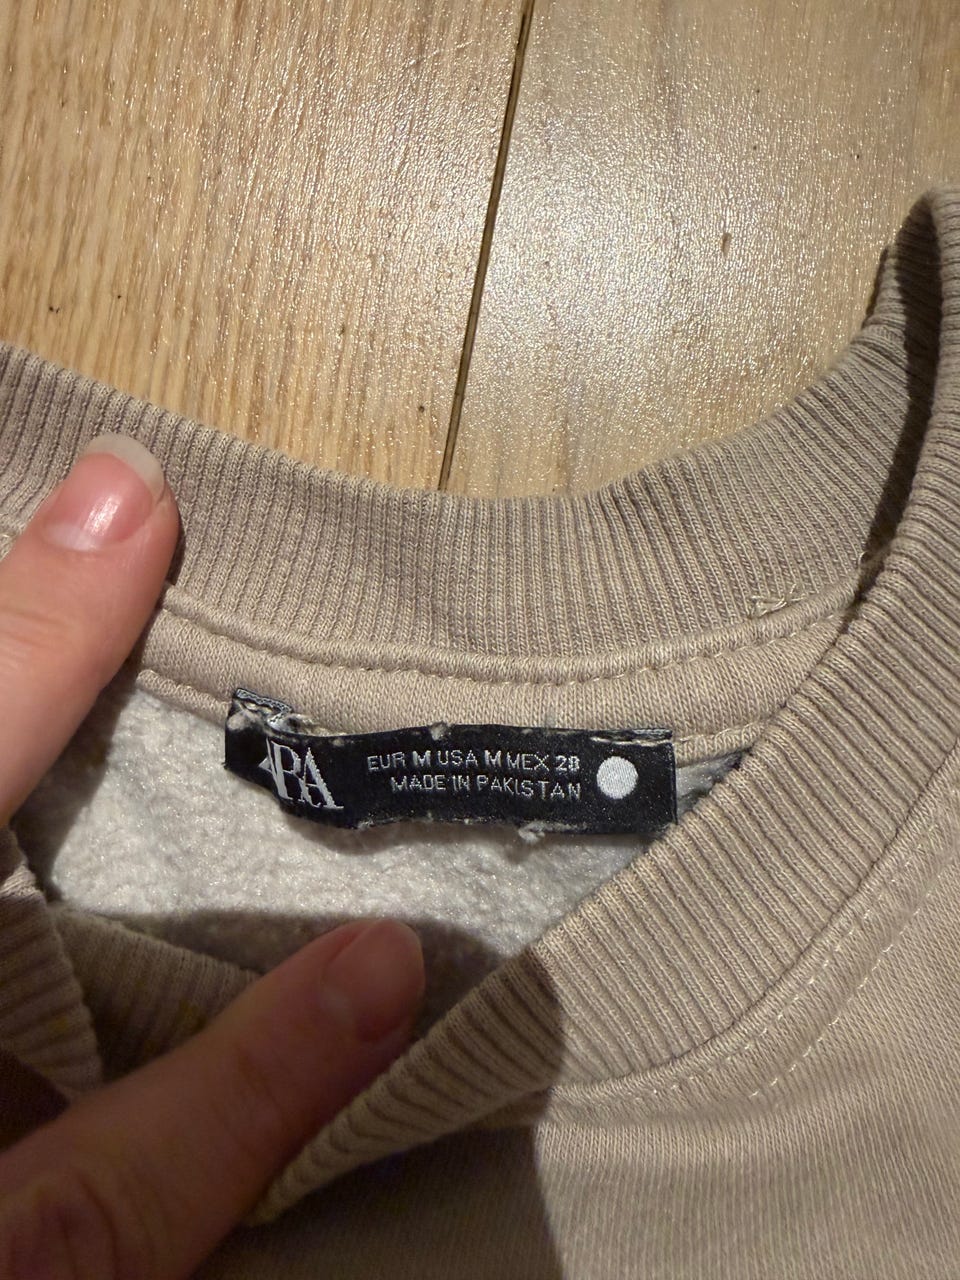 ZARA
EUR M USA M MEX 28
MADE IN PAKISTAN